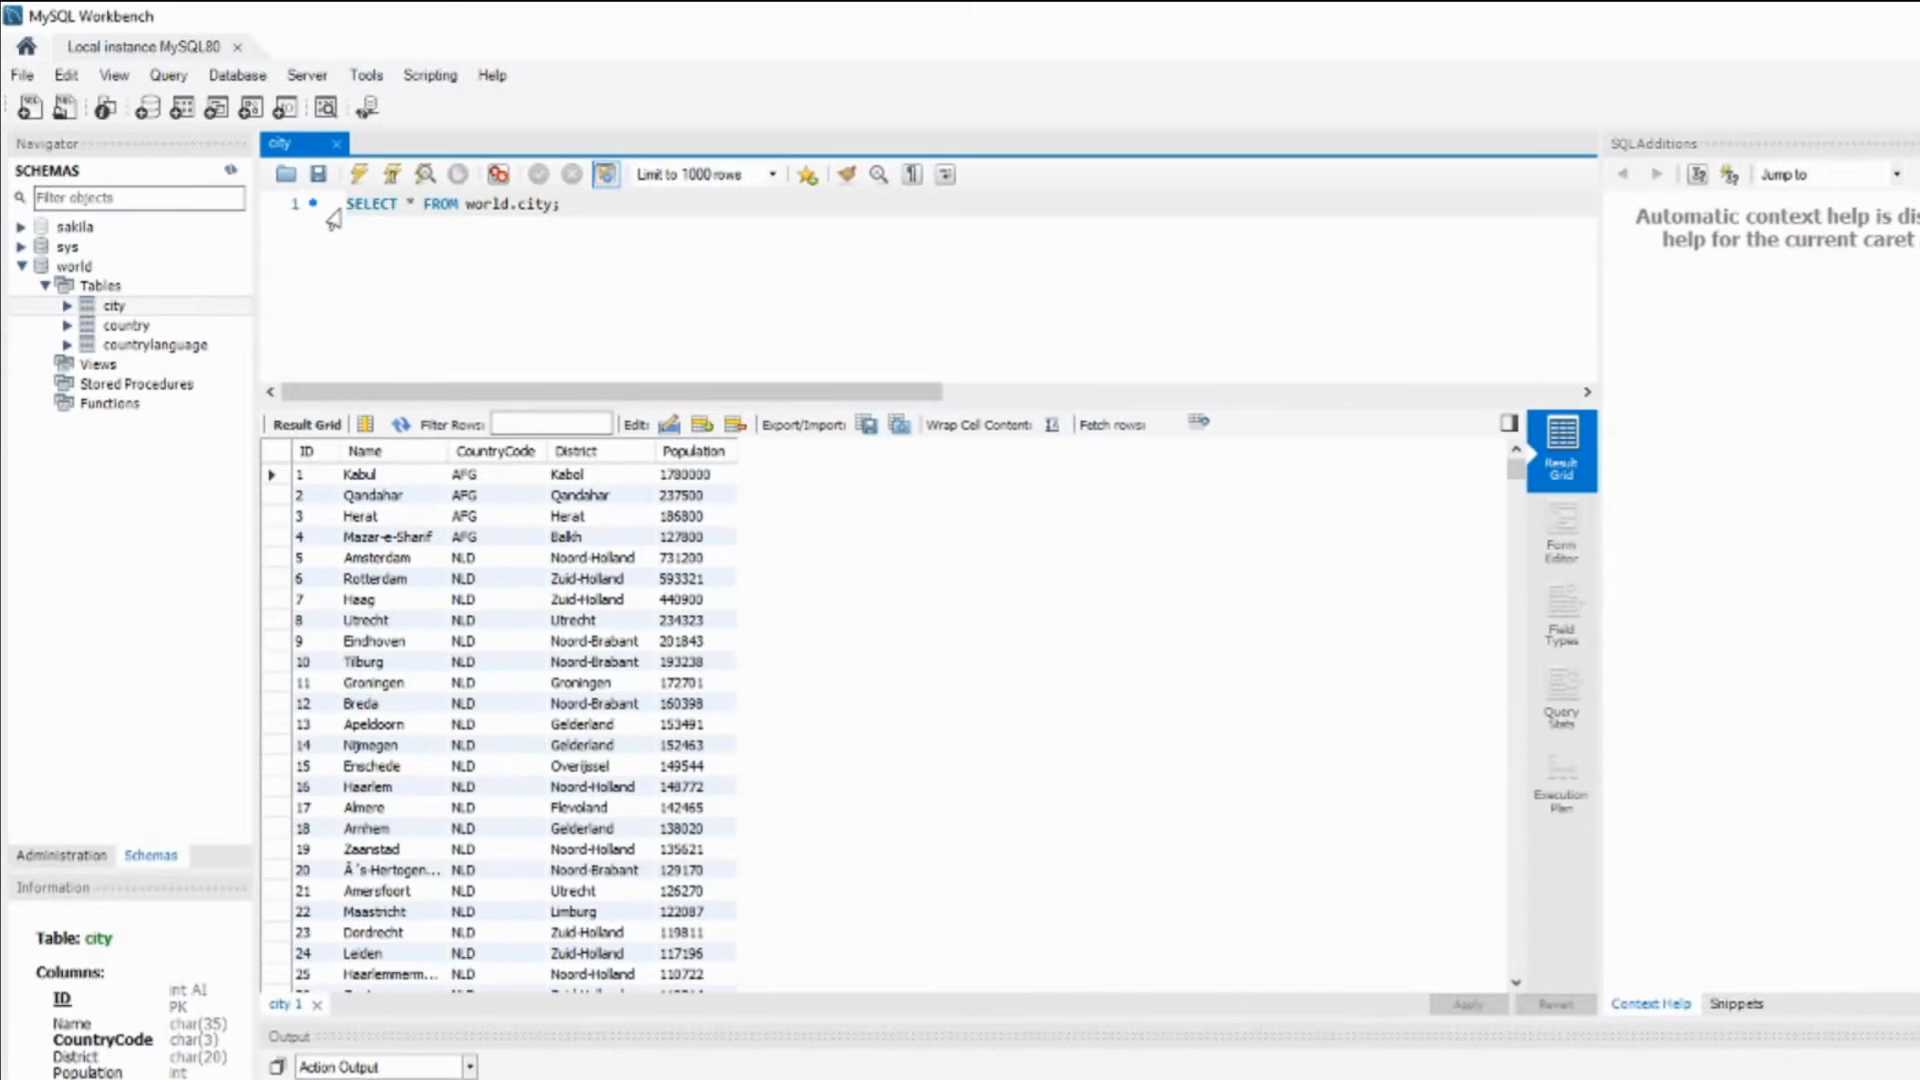 MySQL Workbench
Local instance MySQL80
File Edit View Query Database Server Tools Scripting Help
Navigator
SCHEMAS
Filter objects
sakila
sys
world
Tables
city
country
countrylanguage
Views
Stored Procedures
Functions
Administration Schemas
Information
Table: city
Columns:
ID int AI
PK
Name char(35)
CountryCode char(3)
District char(20)
Population int
city
Limit to 1000 rows
1 SELECT * FROM world.city;
Result Grid Filter Rows: Edit: Export/Import: Wrap Cell Content: Fetch rows:
ID Name CountryCode District Population
1 Kabul AFG Kabol 1780000
2 Qandahar AFG Qandahar 237500
3 Herat AFG Herat 186800
4 Mazar-e-Sharif AFG Balkh 127800
5 Amsterdam NLD Noord-Holland 731200
6 Rotterdam NLD Zuid-Holland 593321
7 Haag NLD Zuid-Holland 440900
8 Utrecht NLD Utrecht 234323
9 Eindhoven NLD Noord-Brabant 201843
10 Tilburg NLD Noord-Brabant 193238
11 Groningen NLD Groningen 172701
12 Breda NLD Noord-Brabant 160398
13 Apeldoorn NLD Gelderland 153491
14 Nijmegen NLD Gelderland 152463
15 Enschede NLD Overijssel 149544
16 Haarlem NLD Noord-Holland 148772
17 Almere NLD Flevoland 142465
18 Arnhem NLD Gelderland 138020
19 Zaanstad NLD Noord-Holland 135621
20 Â´s-Hertogen... NLD Noord-Brabant 129170
21 Amersfoort NLD Utrecht 126270
22 Maastricht NLD Limburg 122087
23 Dordrecht NLD Zuid-Holland 119811
24 Leiden NLD Zuid-Holland 117196
25 Haarlemmerm... NLD Noord-Holland 110722
city 1
Apply Revert
Output
Action Output
Result
Grid
Form
Editor
Field
Types
Query
Stats
Execution
Plan
SQLAdditions
Jump to
Automatic context help is dis
help for the current caret
Context Help Snippets